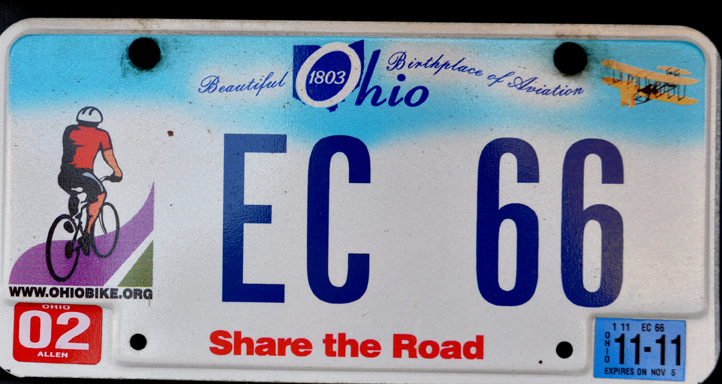 Beautiful Ohio Birthplace of Aviation
1803
EC 66
WWW.OHIOBIKE.ORG
OHIO
02
ALLEN
Share the Road
1 11 EC 66
OHIO
11-11
EXPIRES ON NOV 5